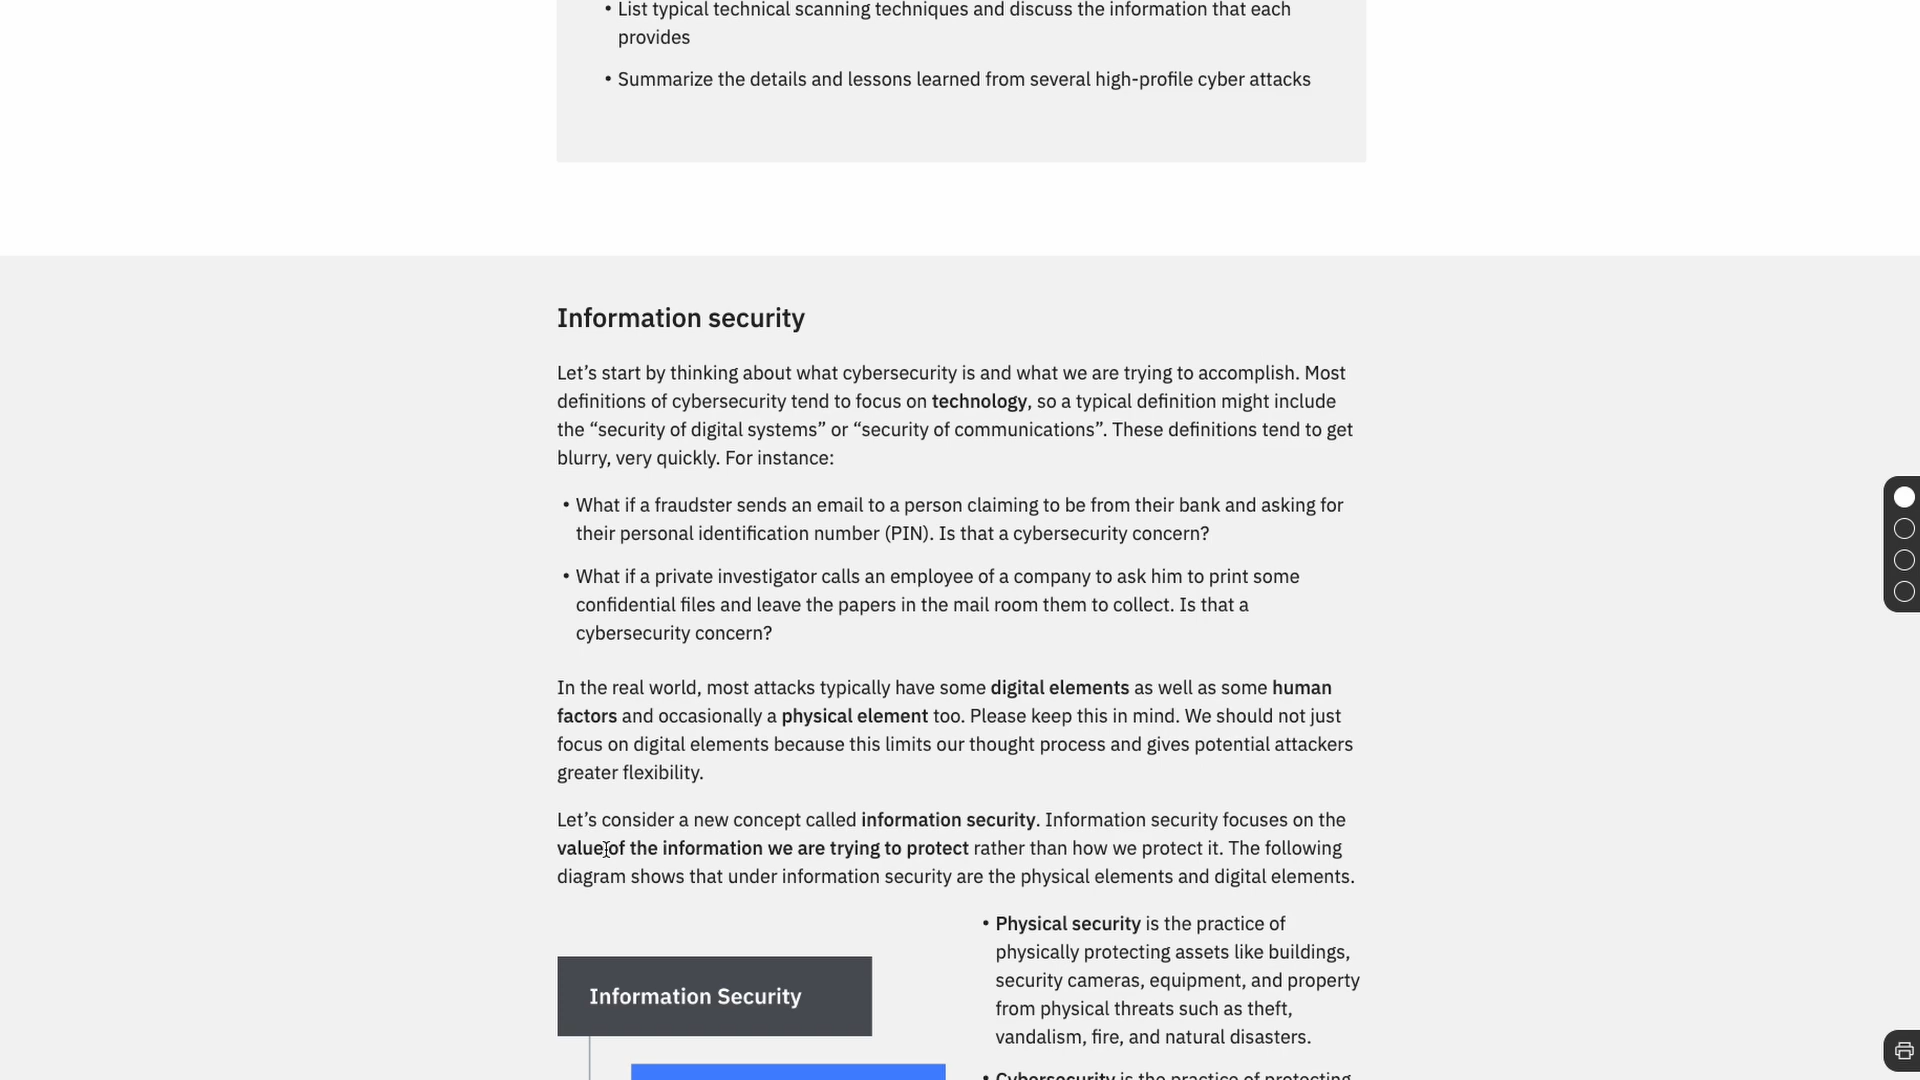 • List typical technical scanning techniques and discuss the information that each
provides
• Summarize the details and lessons learned from several high-profile cyber attacks
Information security
Let’s start by thinking about what cybersecurity is and what we are trying to accomplish. Most
definitions of cybersecurity tend to focus on technology, so a typical definition might include
the “security of digital systems” or “security of communications”. These definitions tend to get
blurry, very quickly. For instance:
• What if a fraudster sends an email to a person claiming to be from their bank and asking for
their personal identification number (PIN). Is that a cybersecurity concern?
• What if a private investigator calls an employee of a company to ask him to print some
confidential files and leave the papers in the mail room them to collect. Is that a
cybersecurity concern?
In the real world, most attacks typically have some digital elements as well as some human
factors and occasionally a physical element too. Please keep this in mind. We should not just
focus on digital elements because this limits our thought process and gives potential attackers
greater flexibility.
Let’s consider a new concept called information security. Information security focuses on the
value of the information we are trying to protect rather than how we protect it. The following
diagram shows that under information security are the physical elements and digital elements.
Information Security
• Physical security is the practice of
physically protecting assets like buildings,
security cameras, equipment, and property
from physical threats such as theft,
vandalism, fire, and natural disasters.
• Cybersecurity is the practice of protecting